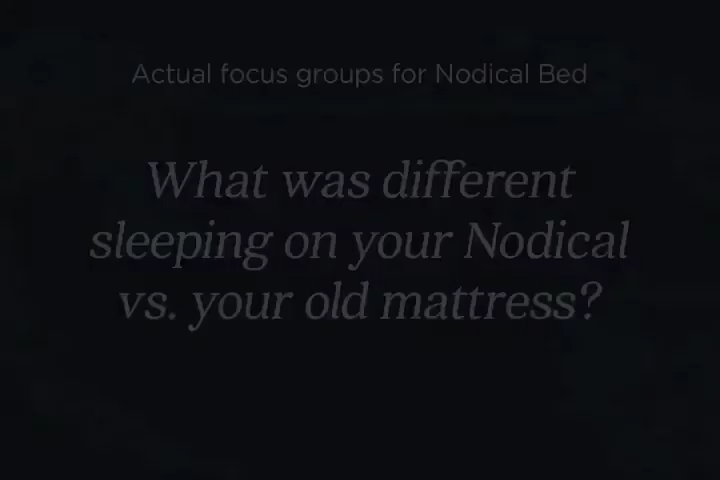 Actual focus groups for Nodical Bed
What was different
sleeping on your Nodical
vs. your old mattress?